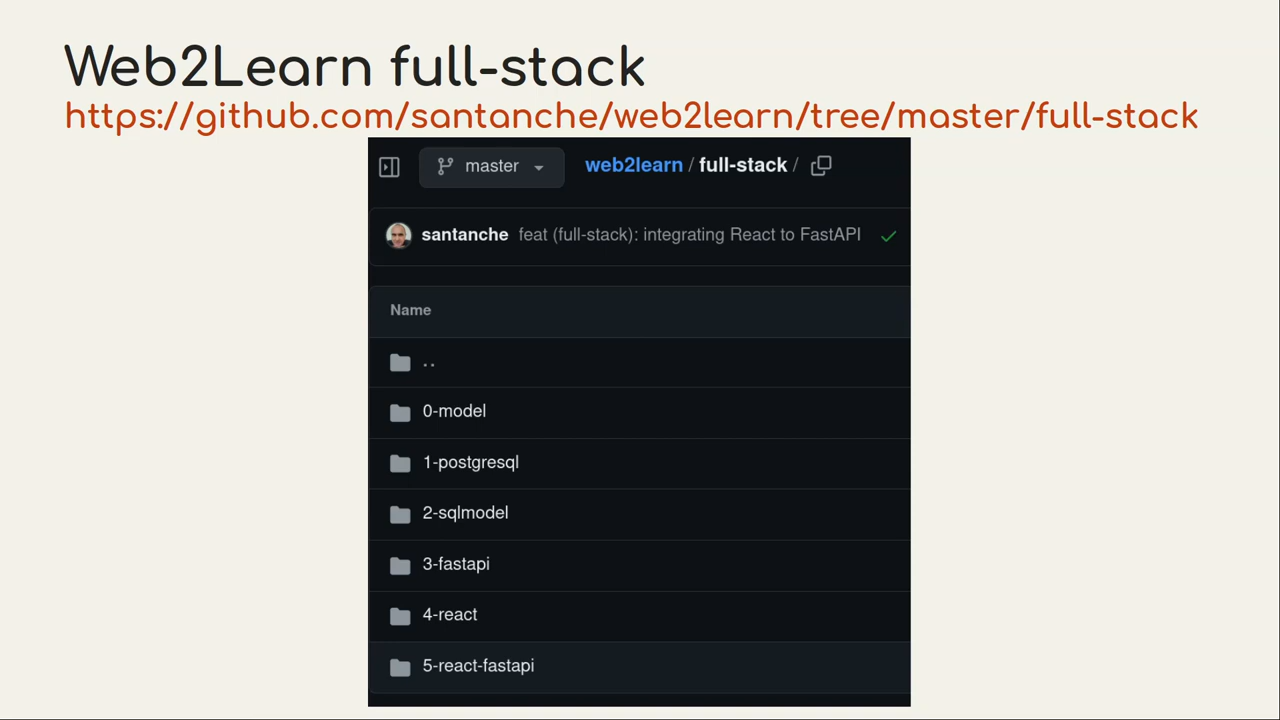 Web2Learn full-stack
https://github.com/santanche/web2learn/tree/master/full-stack
master web2learn / full-stack /
santanche feat (full-stack): integrating React to FastAPI
Name
..
0-model
1-postgresql
2-sqlmodel
3-fastapi
4-react
5-react-fastapi